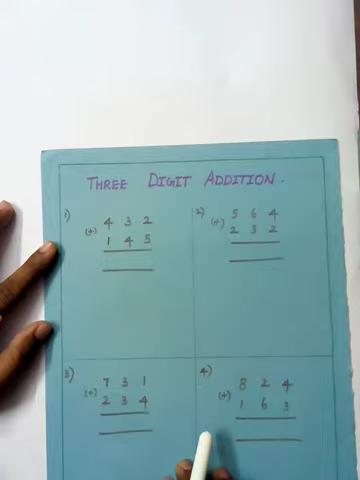 THREE DIGIT ADDITION.
1)
4 3 2
(+)
1 4 5
2)
5 6 4
(+)
2 3 2
3)
7 3 1
(+)
2 3 4
4)
8 2 4
(+)
1 6 3